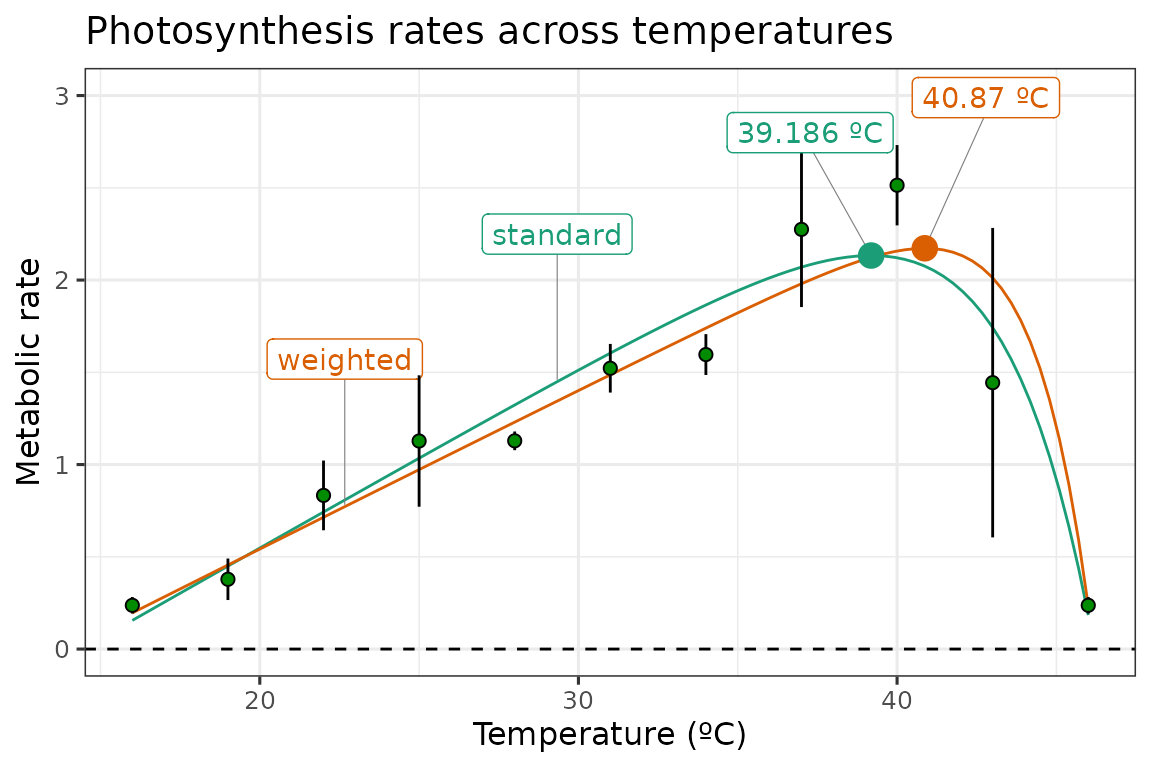 Photosynthesis rates across temperatures
40.87 ºC
39.186 ºC
standard
weighted
Metabolic rate
3
2
1
0
20
30
40
Temperature (ºC)